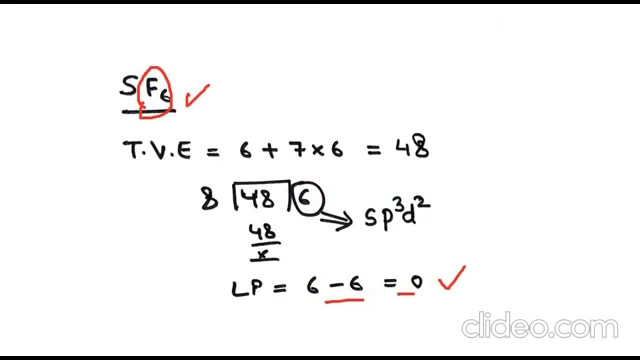 SF₆ ✓
T.V.E = 6 + 7×6 = 48
8 48 6 ⇒ sp³d²
48
x
LP = 6 - 6 = 0 ✓
clideo.com